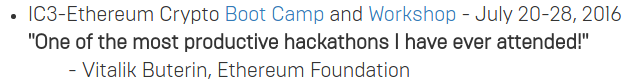 • IC3-Ethereum Crypto Boot Camp and Workshop - July 20-28, 2016
"One of the most productive hackathons I have ever attended!"
- Vitalik Buterin, Ethereum Foundation